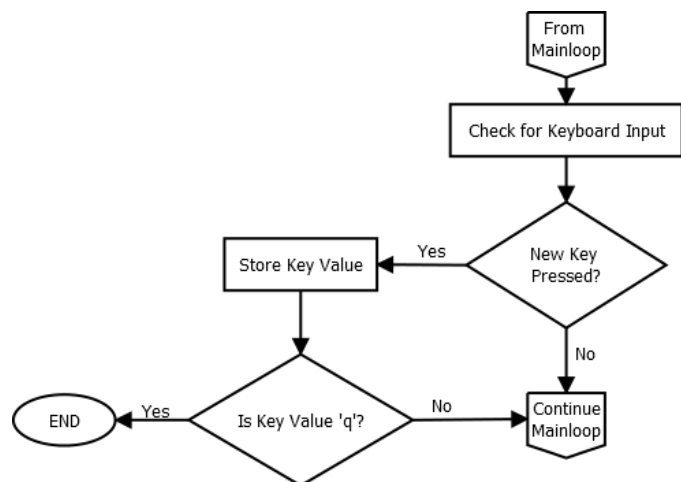 From
Mainloop
Check for Keyboard Input
New Key
Pressed?
Yes
Store Key Value
No
Is Key Value 'q'?
Yes
END
No
Continue
Mainloop